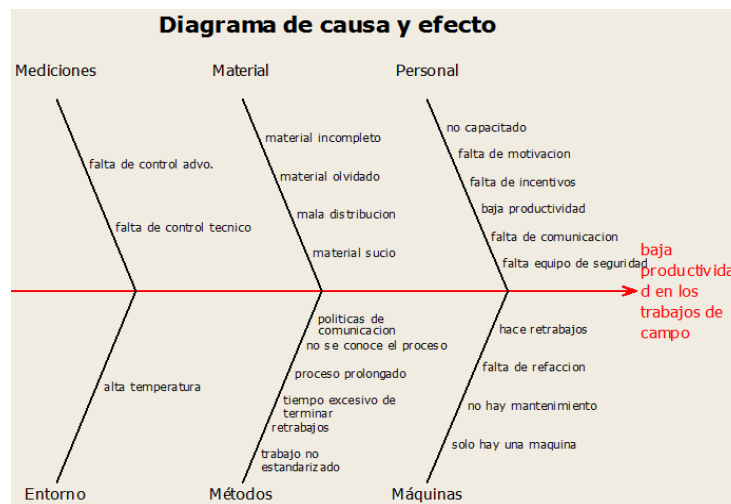 Diagrama de causa y efecto
Mediciones
Material
Personal
falta de control advo.
falta de control tecnico
material incompleto
material olvidado
mala distribucion
material sucio
no capacitado
falta de motivacion
falta de incentivos
baja productividad
falta de comunicacion
falta equipo de seguridad
baja
productivida
d en los
trabajos de
campo
alta temperatura
politicas de
comunicacion
no se conoce el proceso
proceso prolongado
tiempo excesivo de
terminar
retrabajos
trabajo no
estandarizado
hace retrabajos
falta de refaccion
no hay mantenimiento
solo hay una maquina
Entorno
Métodos
Máquinas